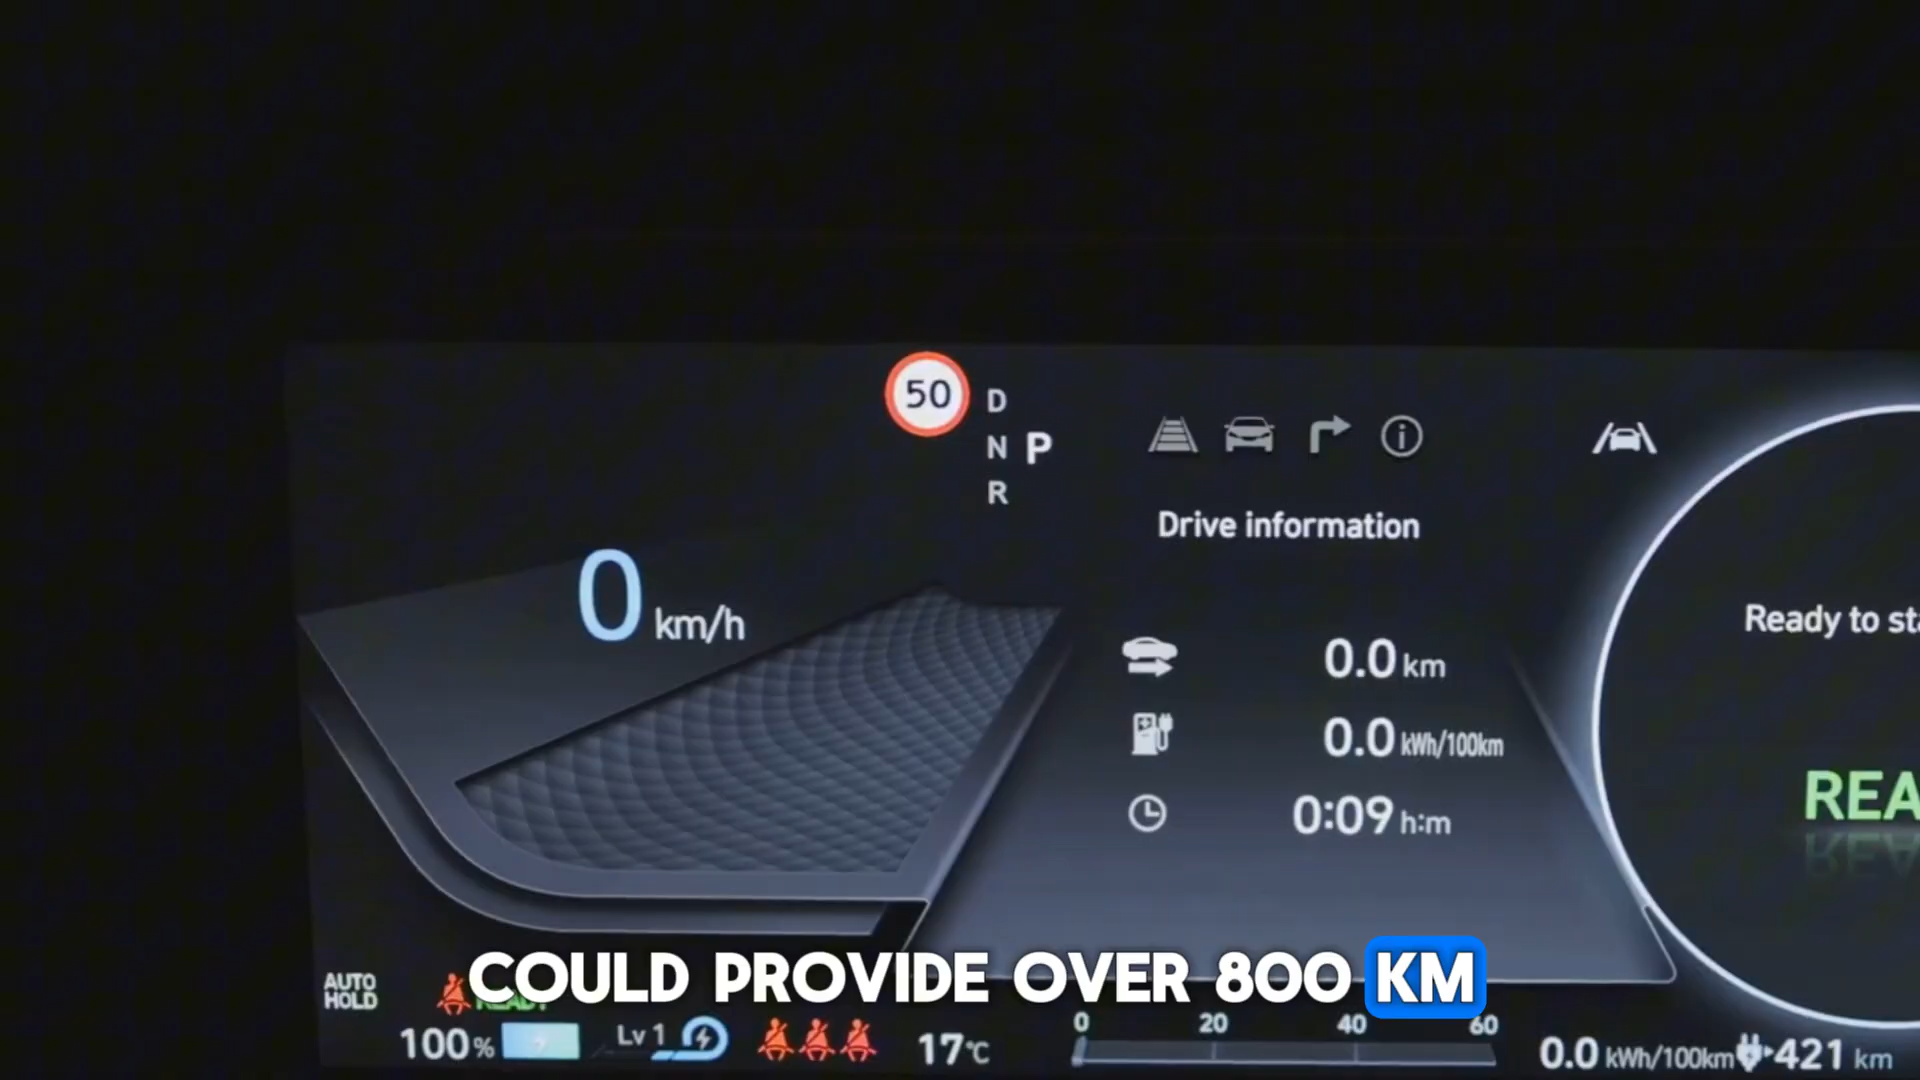 50
D
N P
R
Drive information
0 km/h
0.0 km
0.0 kWh/100km
0:09 h:m
Ready to sta
REA
COULD PROVIDE OVER 800 KM
AUTO
HOLD
READY
100% Lv 1 17°C
0 20 40 60
0.0 kWh/100km 421 km